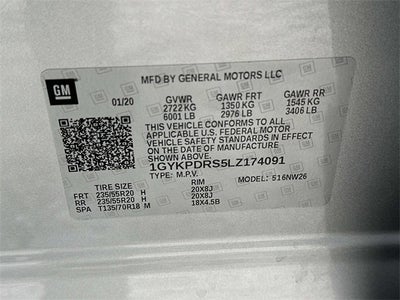 GM
MFD BY GENERAL MOTORS LLC
01/20 GVWR GAWR FRT GAWR RR
2722 KG 1350 KG 1545 KG
6001 LB 2976 LB 3406 LB
THIS VEHICLE CONFORMS TO ALL
APPLICABLE U.S. FEDERAL MOTOR
VEHICLE SAFETY STANDARDS IN EFFECT
ON THE DATE OF MANUFACTURE SHOWN ABOVE.
1GYKPDRS5LZ174091
TYPE: M.P.V. MODEL: 516NW26
TIRE SIZE RIM
FRT 235/55R20 H 20X8J
RR 235/55R20 H 20X8J
SPA T135/70R18 M 18X4.5B